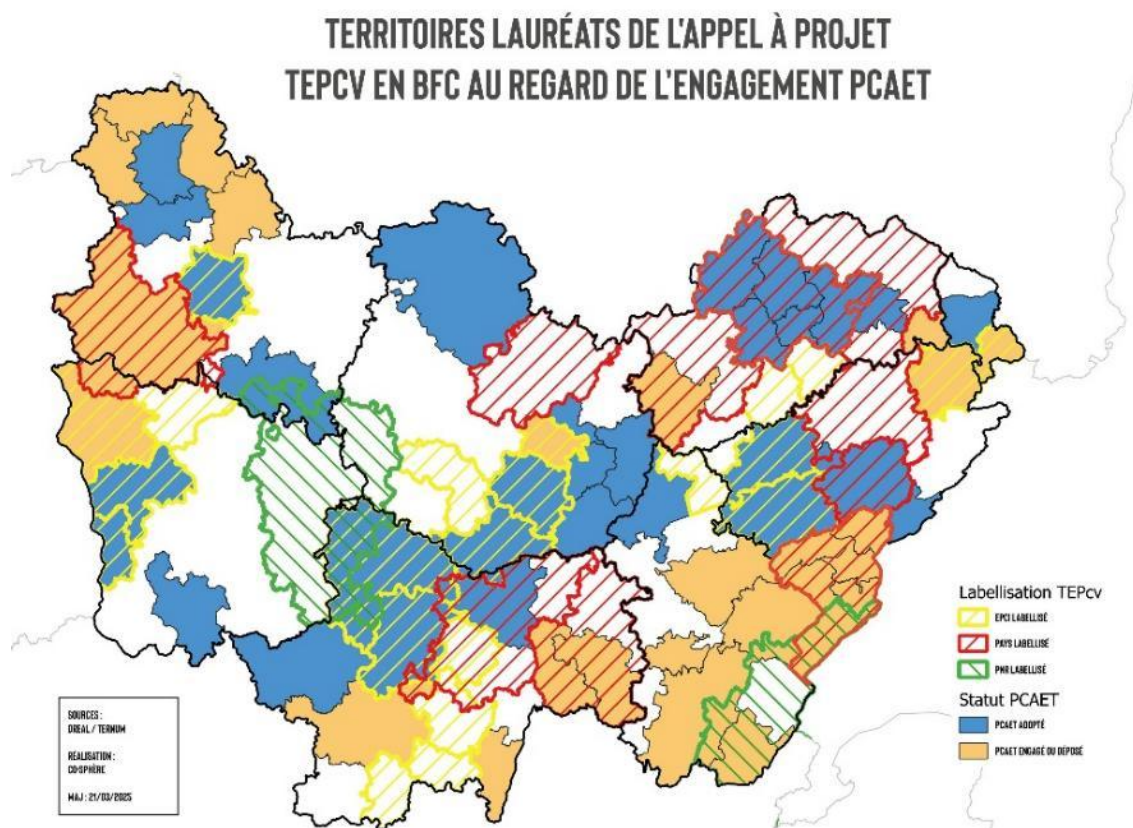 TERRITOIRES LAURÉATS DE L'APPEL À PROJET
TEPCV EN BFC AU REGARD DE L'ENGAGEMENT PCAET
Labellisation TEPcv
EPCI LABELLISÉ
PAYS LABELLISÉ
PNR LABELLISÉ
Statut PCAET
PCAET ADOPTÉ
PCAET ENGAGÉ OU DÉPOSÉ
SOURCES :
DREAL / TERNUM
REALISATION :
CO-SPHÈRE
MAJ : 21/03/2025